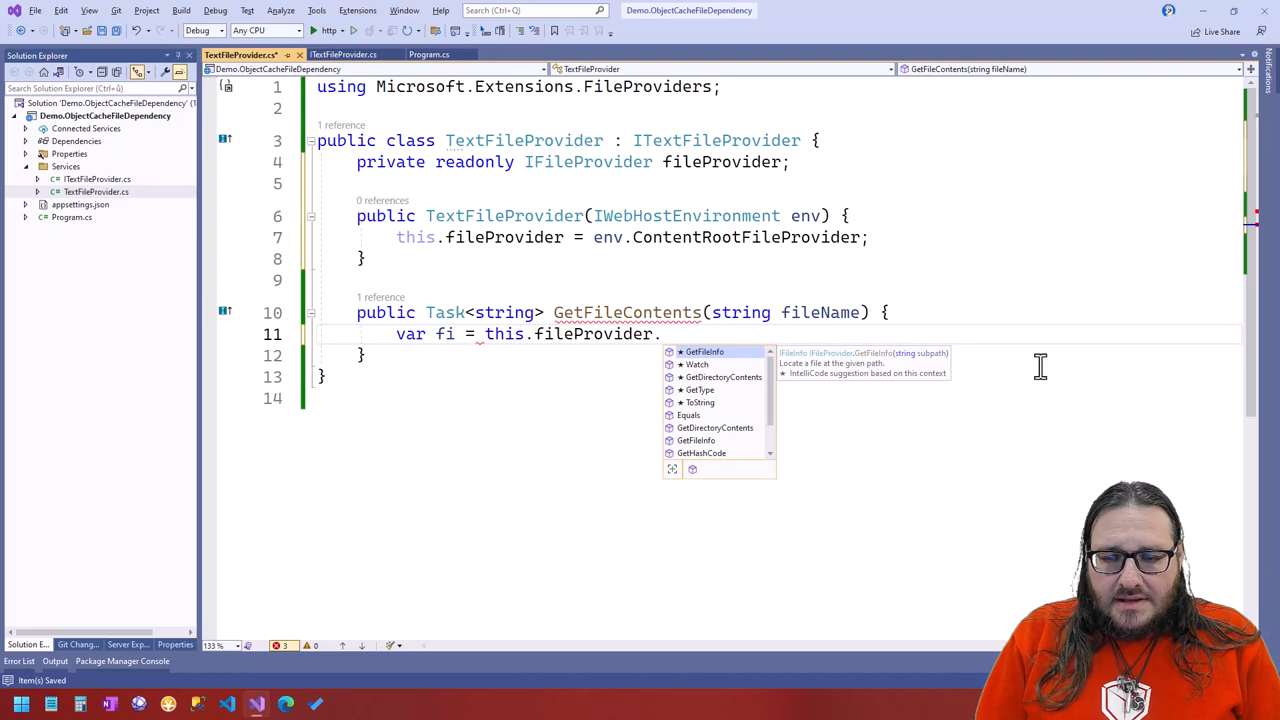 File Edit View Git Project Build Debug Test Analyze Tools Extensions Window Help Search (Ctrl+Q) Demo.ObjectCacheFileDependency
Debug Any CPU http Live Share
Solution Explorer
TextFileProvider.cs* ITextFileProvider.cs Program.cs
Demo.ObjectCacheFileDependency TextFileProvider GetFileContents(string fileName)
Search Solution Explorer (Ctrl+ů)
Solution 'Demo.ObjectCacheFileDependency'
Demo.ObjectCacheFileDependency
Connected Services
Dependencies
Properties
Services
ITextFileProvider.cs
TextFileProvider.cs
appsettings.json
Program.cs
1 using Microsoft.Extensions.FileProviders;
2
1 reference
3 public class TextFileProvider : ITextFileProvider {
4 private readonly IFileProvider fileProvider;
5
0 references
6 public TextFileProvider(IWebHostEnvironment env) {
7 this.fileProvider = env.ContentRootFileProvider;
8 }
9
1 reference
10 public Task<string> GetFileContents(string fileName) {
11 var fi = this.fileProvider.
12 }
13 }
14
★ GetFileInfo
★ Watch
★ GetDirectoryContents
★ GetType
★ ToString
Equals
GetDirectoryContents
GetFileInfo
GetHashCode
IFileInfo IFileProvider.GetFileInfo(string subpath)
Locate a file at the given path.
★ IntelliCode suggestion based on this context
Notifications
Solution E... Git Chang... Server Exp... Properties
133 % 3 0
Error List Output Package Manager Console
Item(s) Saved